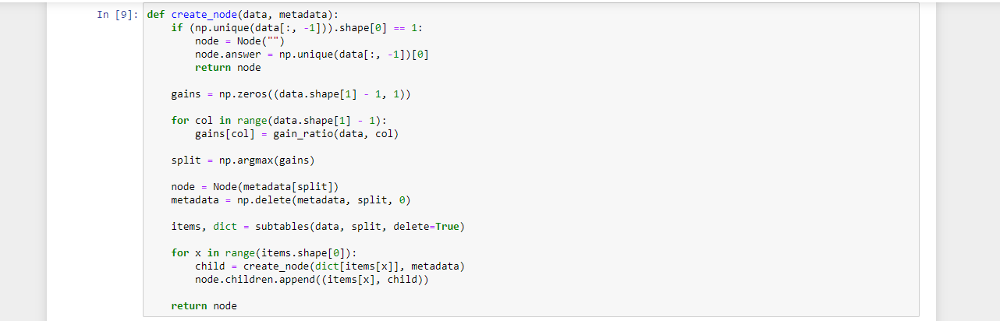 In [9]: def create_node(data, metadata):
    if (np.unique(data[:, -1])).shape[0] == 1:
        node = Node("")
        node.answer = np.unique(data[:, -1])[0]
        return node

    gains = np.zeros((data.shape[1] - 1, 1))

    for col in range(data.shape[1] - 1):
        gains[col] = gain_ratio(data, col)

    split = np.argmax(gains)

    node = Node(metadata[split])
    metadata = np.delete(metadata, split, 0)

    items, dict = subtables(data, split, delete=True)

    for x in range(items.shape[0]):
        child = create_node(dict[items[x]], metadata)
        node.children.append((items[x], child))

    return node